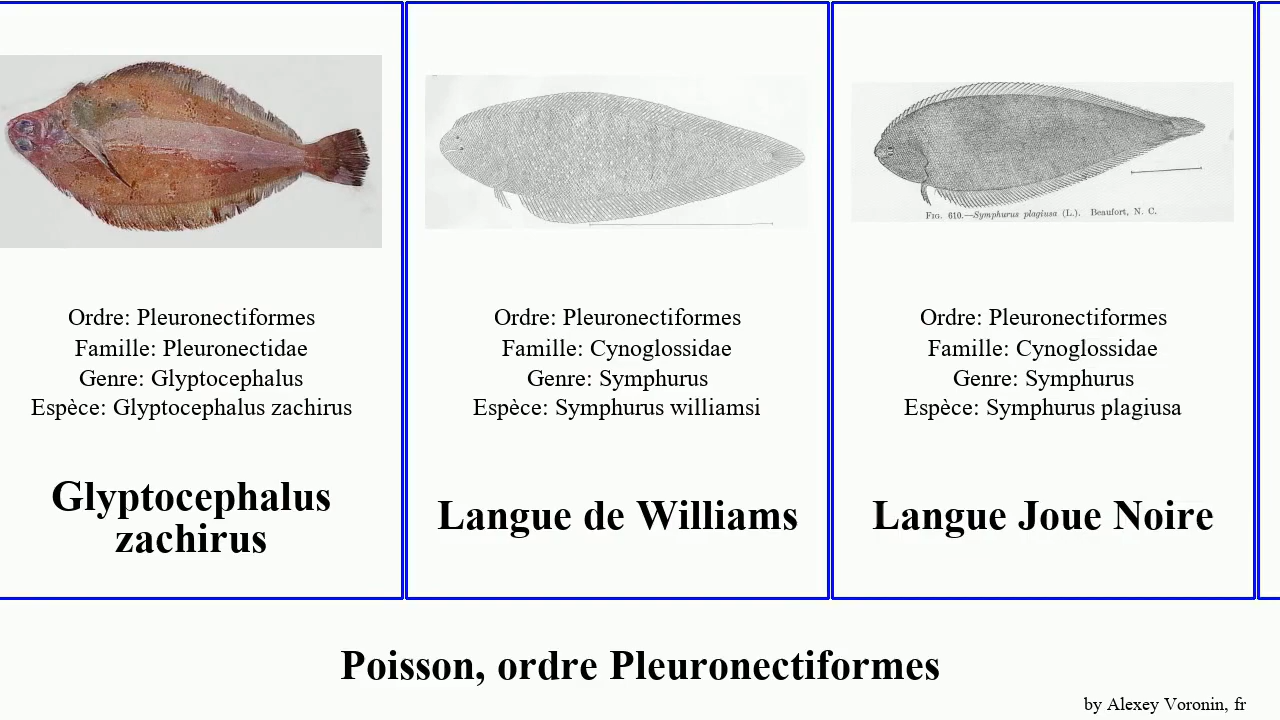 FIG. 610.—Symphurus plagiusa (L.). Beaufort, N. C.
Ordre: Pleuronectiformes
Famille: Pleuronectidae
Genre: Glyptocephalus
Espèce: Glyptocephalus zachirus
Glyptocephalus
zachirus
Ordre: Pleuronectiformes
Famille: Cynoglossidae
Genre: Symphurus
Espèce: Symphurus williamsi
Langue de Williams
Ordre: Pleuronectiformes
Famille: Cynoglossidae
Genre: Symphurus
Espèce: Symphurus plagiusa
Langue Joue Noire
Poisson, ordre Pleuronectiformes
by Alexey Voronin, fr